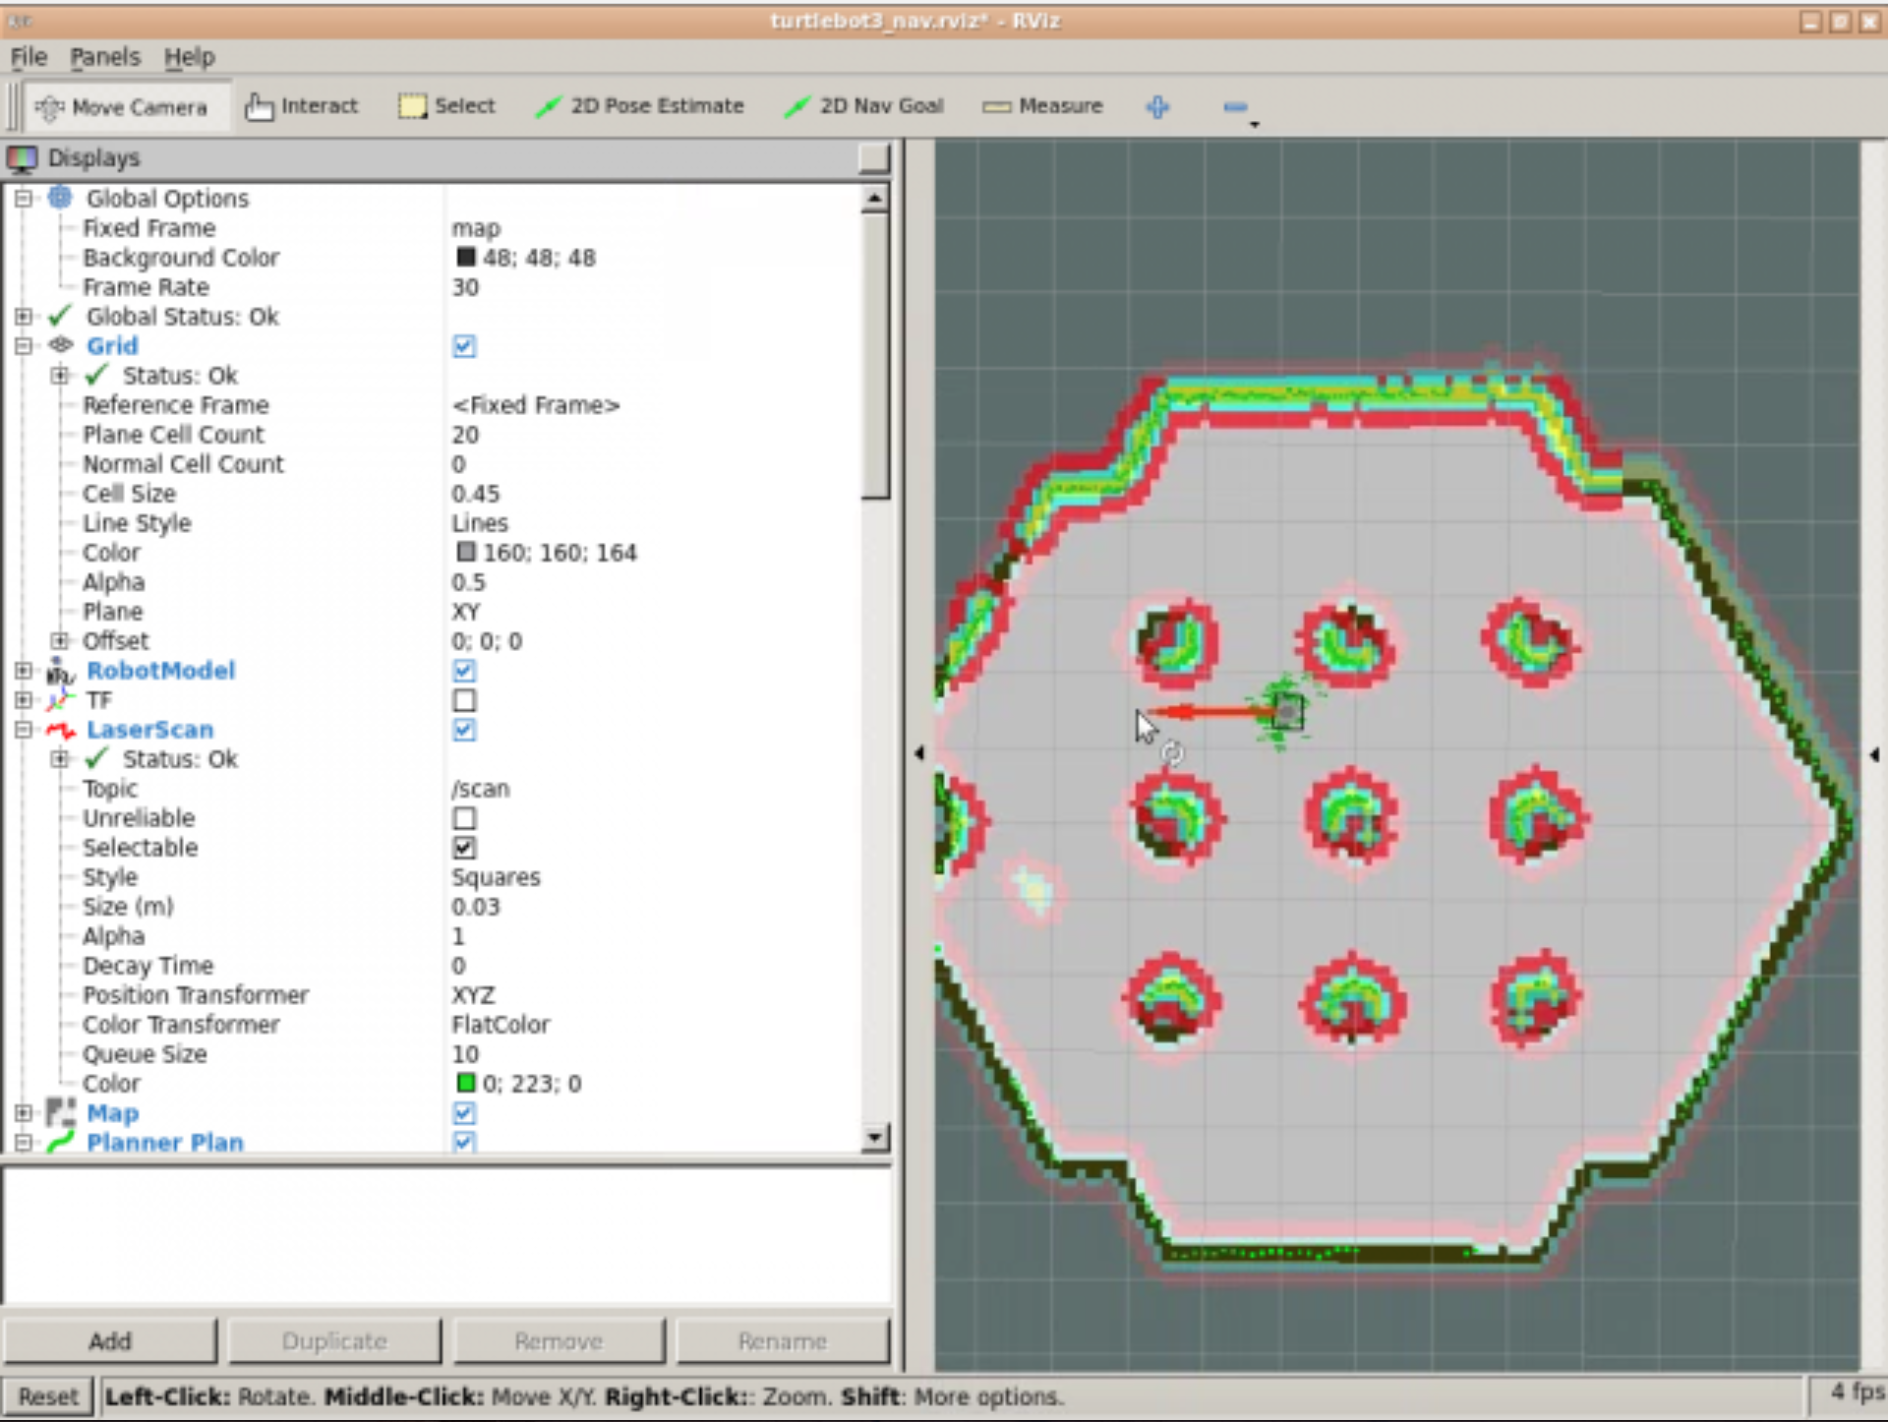 turtlebot3_nav.rviz* - RViz
File Panels Help
Move Camera Interact Select 2D Pose Estimate 2D Nav Goal Measure
Displays
Global Options
Fixed Frame map
Background Color 48; 48; 48
Frame Rate 30
Global Status: Ok
Grid
Status: Ok
Reference Frame <Fixed Frame>
Plane Cell Count 20
Normal Cell Count 0
Cell Size 0.45
Line Style Lines
Color 160; 160; 164
Alpha 0.5
Plane XY
Offset 0; 0; 0
RobotModel
TF
LaserScan
Status: Ok
Topic /scan
Unreliable
Selectable
Style Squares
Size (m) 0.03
Alpha 1
Decay Time 0
Position Transformer XYZ
Color Transformer FlatColor
Queue Size 10
Color 0; 223; 0
Map
Planner Plan
Add Duplicate Remove Rename
Reset Left-Click: Rotate. Middle-Click: Move X/Y. Right-Click:: Zoom. Shift: More options. 4 fps